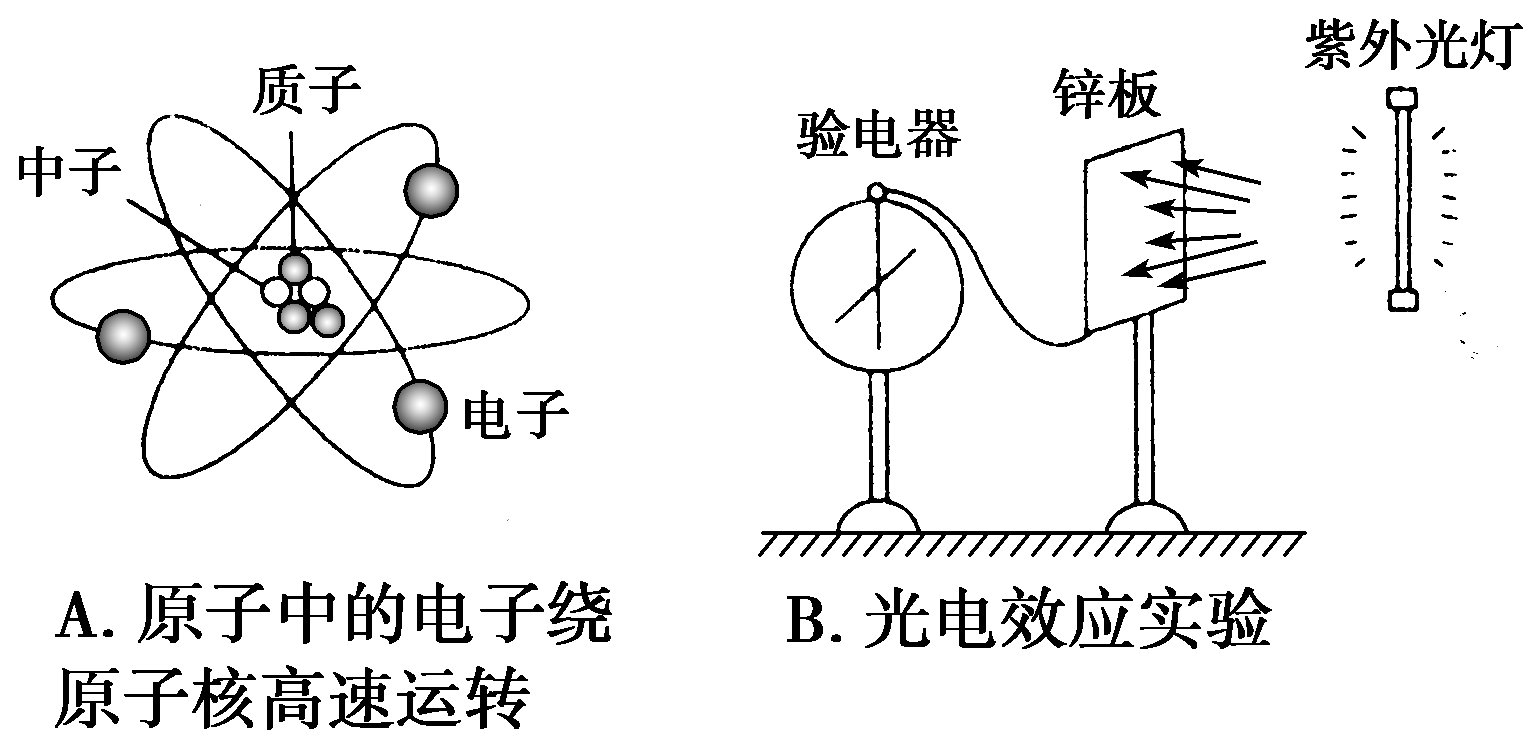 质子
中子
电子
A. 原子中的电子绕
原子核高速运转
紫外光灯
锌板
验电器
B. 光电效应实验